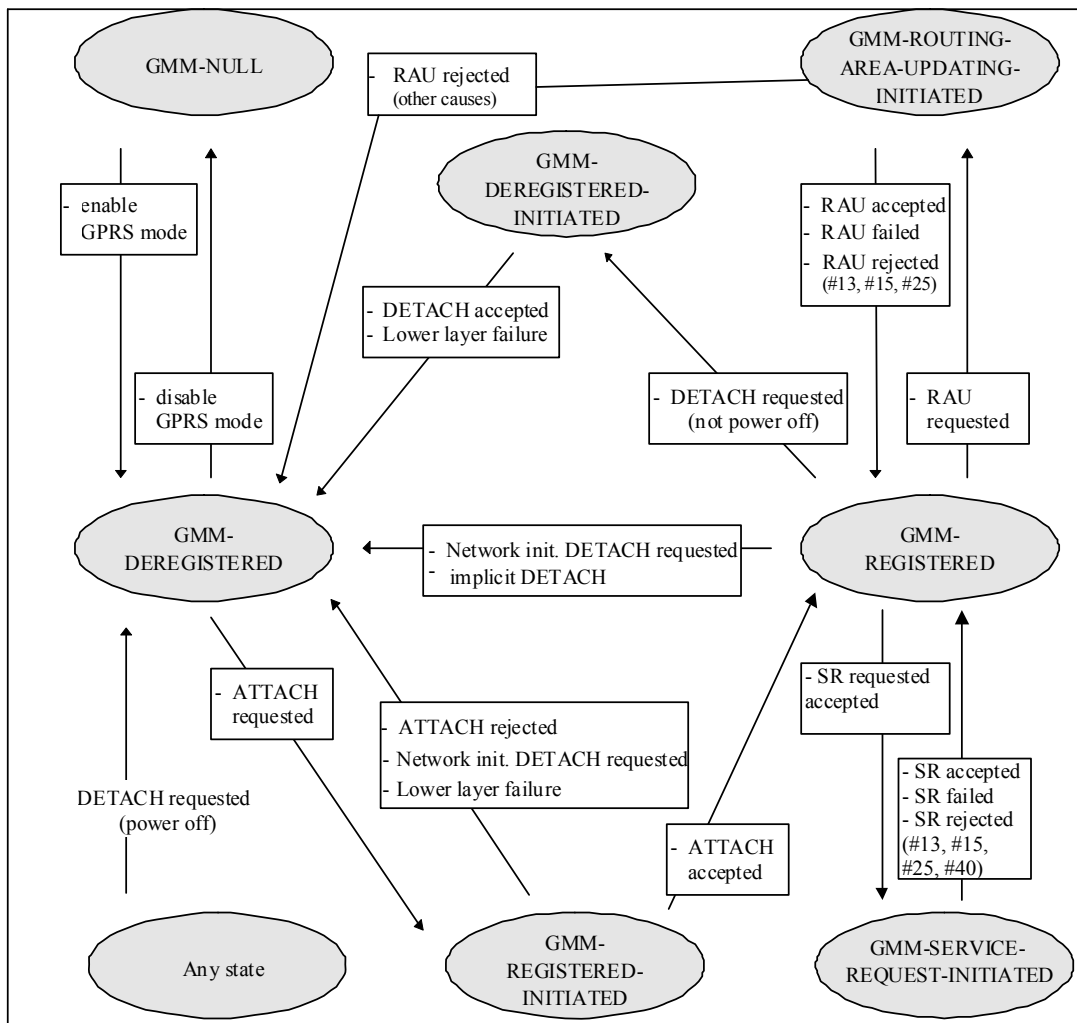 GMM-NULL
GMM-ROUTING-
AREA-UPDATING-
INITIATED
- RAU rejected
(other causes)
GMM-
DEREGISTERED-
INITIATED
- enable
GPRS mode
- RAU accepted
- RAU failed
- RAU rejected
(#13, #15, #25)
- DETACH accepted
- Lower layer failure
- disable
GPRS mode
- DETACH requested
(not power off)
- RAU
requested
GMM-
DEREGISTERED
- Network init. DETACH requested
- implicit DETACH
GMM-
REGISTERED
- ATTACH
requested
- ATTACH rejected
- Network init. DETACH requested
- Lower layer failure
- SR requested
accepted
DETACH requested
(power off)
- ATTACH
accepted
- SR accepted
- SR failed
- SR rejected
(#13, #15,
#25, #40)
Any state
GMM-
REGISTERED-
INITIATED
GMM-SERVICE-
REQUEST-INITIATED